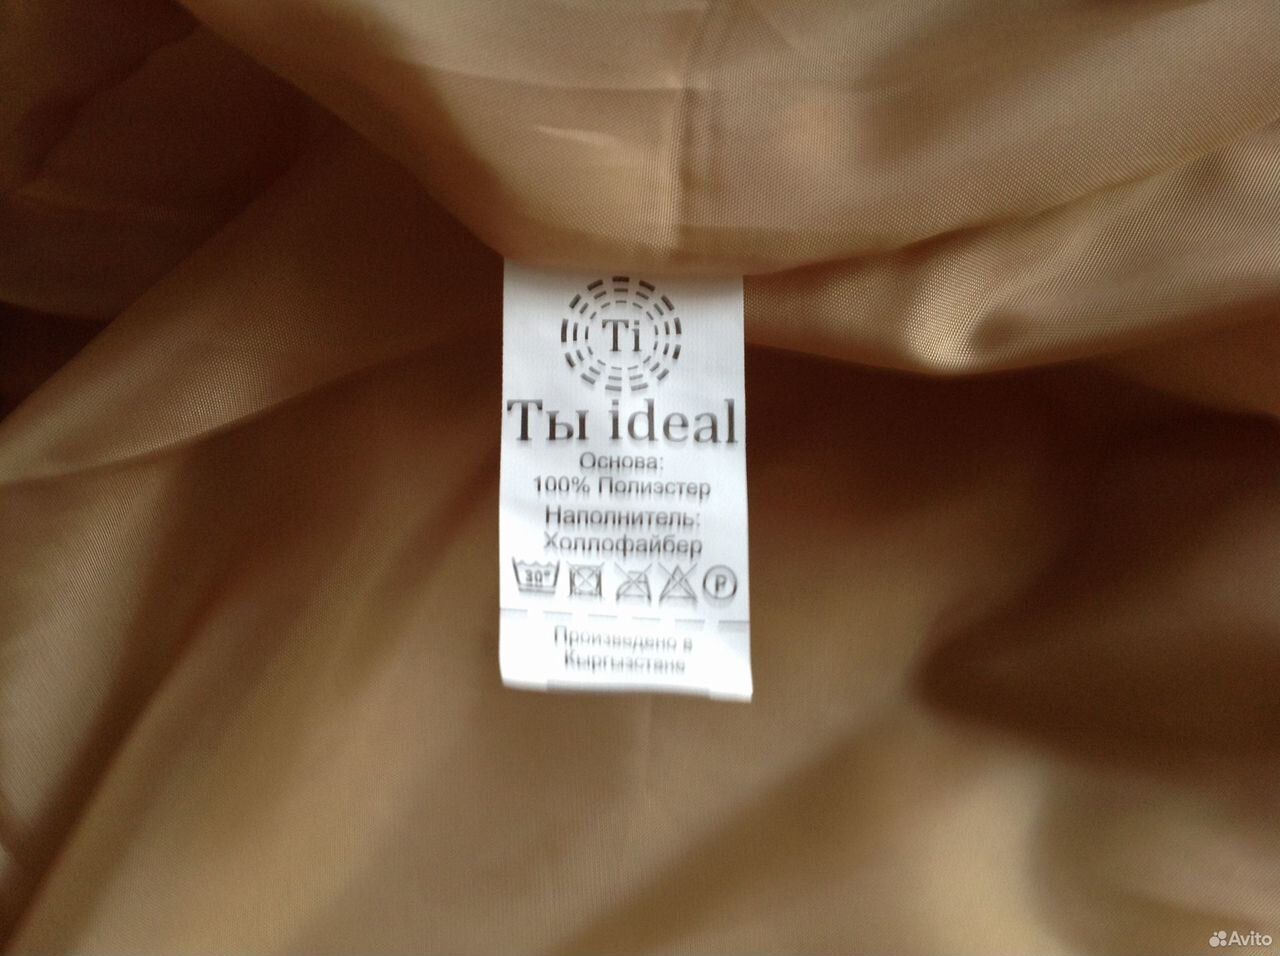 Ti
Ты ideal
Основа:
100% Полиэстер
Наполнитель:
Холлофайбер
30°
P
Произведено в
Кыргызстане
Avito